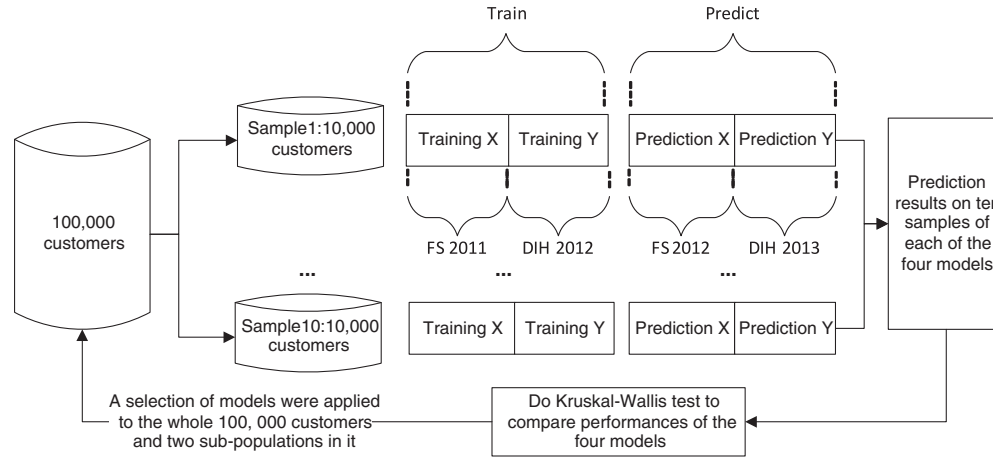 Train
Predict
Sample1:10,000
customers
Training X
Training Y
Prediction X
Prediction Y
100,000
customers
FS 2011
DIH 2012
FS 2012
DIH 2013
Prediction
results on ten
samples of
each of the
four models
...
...
...
Sample10:10,000
customers
Training X
Training Y
Prediction X
Prediction Y
A selection of models were applied
to the whole 100, 000 customers
and two sub-populations in it
Do Kruskal-Wallis test to
compare performances of the
four models